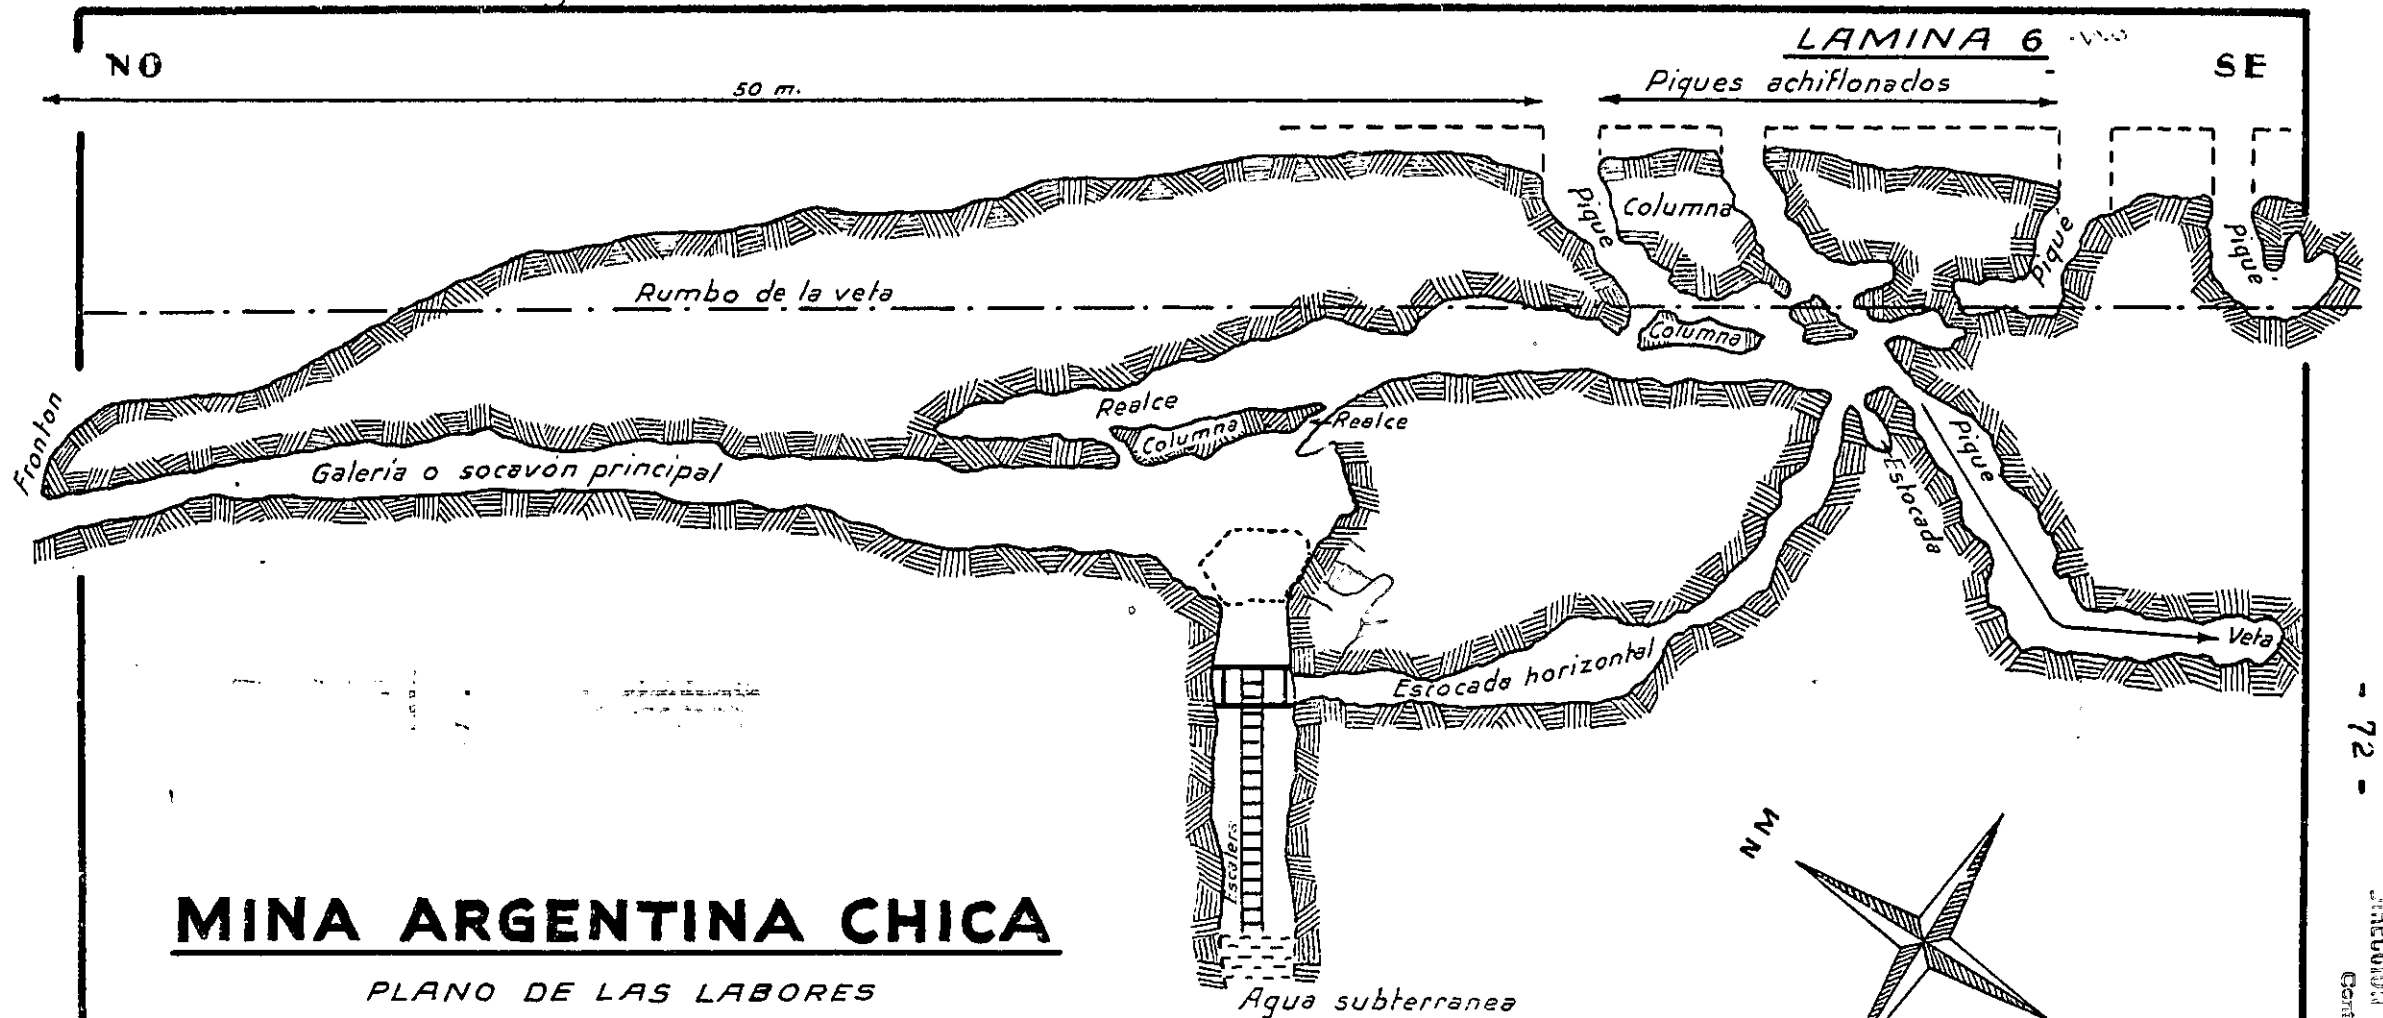 LAMINA 6
NO
SE
50 m.
Piques achiflonados
Pique
Columna
Pique
Pique
Rumbo de la veta
Columna
Fronton
Realce
Realce
Columna
Galería o socavón principal
Pique
Estocada
Veta
Estocada horizontal
- 72 -
NM
Escalera
MINA ARGENTINA CHICA
PLANO DE LAS LABORES
Agua subterranea